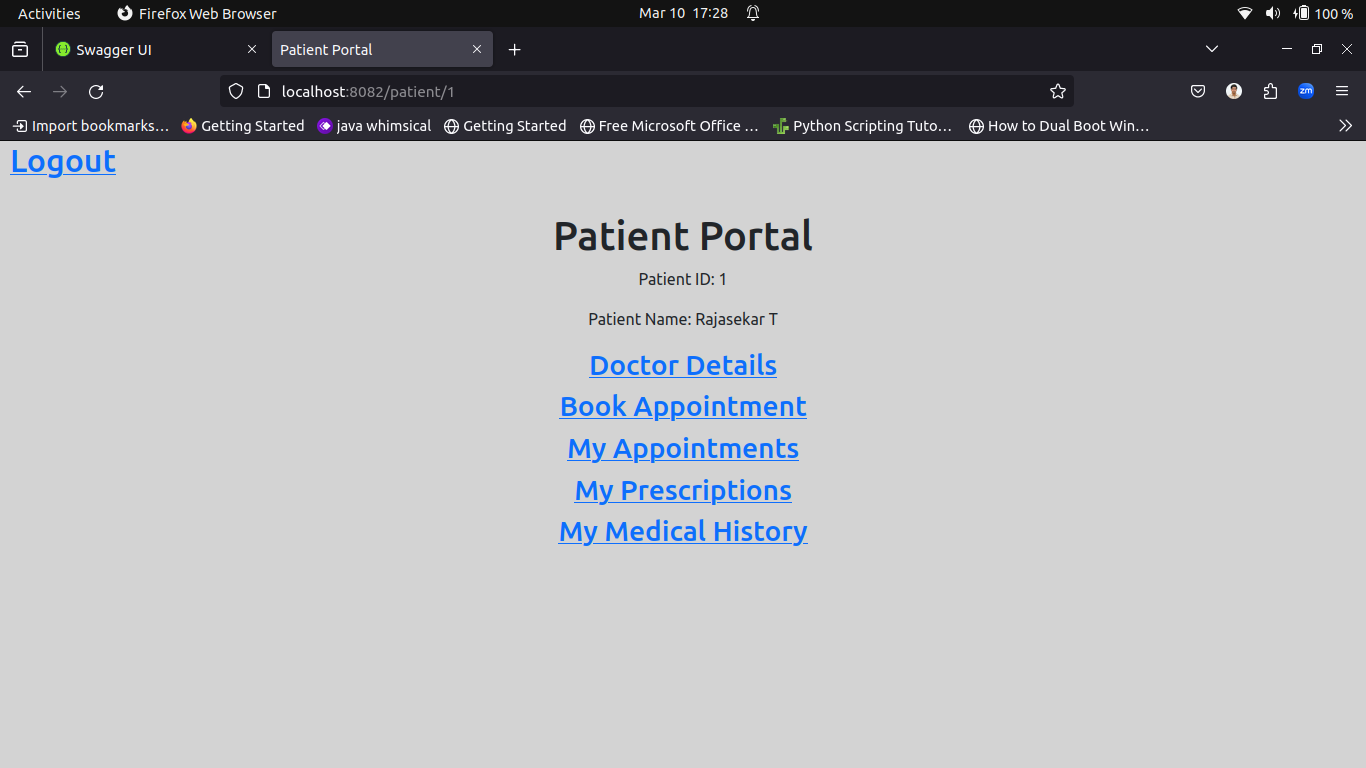 Activities Firefox Web Browser Mar 10 17:28 100 %
Swagger UI Patient Portal
localhost:8082/patient/1 zm
Import bookmarks… Getting Started java whimsical Getting Started Free Microsoft Office … Python Scripting Tuto… How to Dual Boot Win…
Logout
Patient Portal
Patient ID: 1
Patient Name: Rajasekar T
Doctor Details
Book Appointment
My Appointments
My Prescriptions
My Medical History